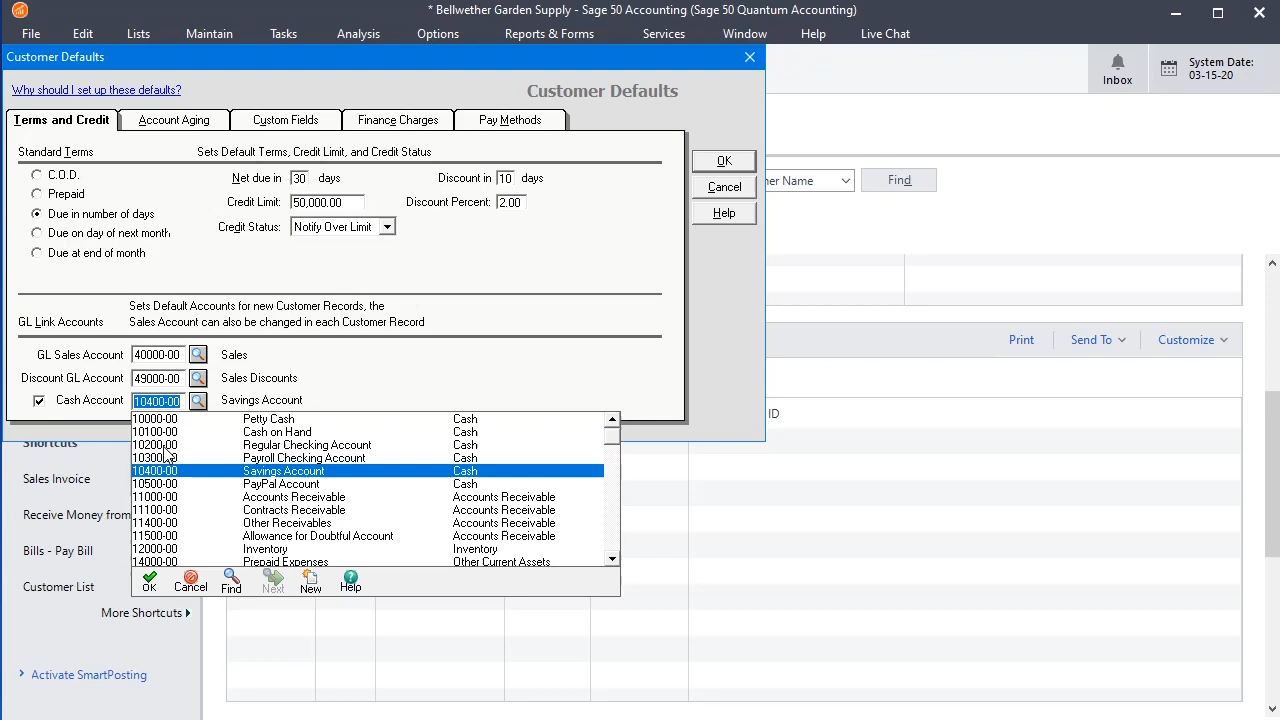 * Bellwether Garden Supply - Sage 50 Accounting (Sage 50 Quantum Accounting)
File Edit Lists Maintain Tasks Analysis Options Reports & Forms Services Window Help Live Chat
Customer Defaults
Inbox
System Date:
03-15-20
Why should I set up these defaults?
Customer Defaults
Terms and Credit Account Aging Custom Fields Finance Charges Pay Methods
Standard Terms Sets Default Terms, Credit Limit, and Credit Status
C.O.D.
Prepaid
Due in number of days
Due on day of next month
Due at end of month
Net due in 30 days Discount in 10 days
Credit Limit: 50,000.00 Discount Percent: 2.00
Credit Status: Notify Over Limit
OK
Cancel
Help
er Name Find
Sets Default Accounts for new Customer Records, the
GL Link Accounts Sales Account can also be changed in each Customer Record
GL Sales Account 40000-00 Sales
Discount GL Account 49000-00 Sales Discounts
Cash Account 10400-00 Savings Account
Print Send To Customize
ID
10000-00 Petty Cash Cash
10100-00 Cash on Hand Cash
10200-00 Regular Checking Account Cash
10300-00 Payroll Checking Account Cash
10400-00 Savings Account Cash
10500-00 PayPal Account Cash
11000-00 Accounts Receivable Accounts Receivable
11100-00 Contracts Receivable Accounts Receivable
11400-00 Other Receivables Accounts Receivable
11500-00 Allowance for Doubtful Account Accounts Receivable
12000-00 Inventory Inventory
14000-00 Prepaid Expenses Other Current Assets
OK Cancel Find Next New Help
Shortcuts
Sales Invoice
Receive Money from
Bills - Pay Bill
Customer List
More Shortcuts
Activate SmartPosting